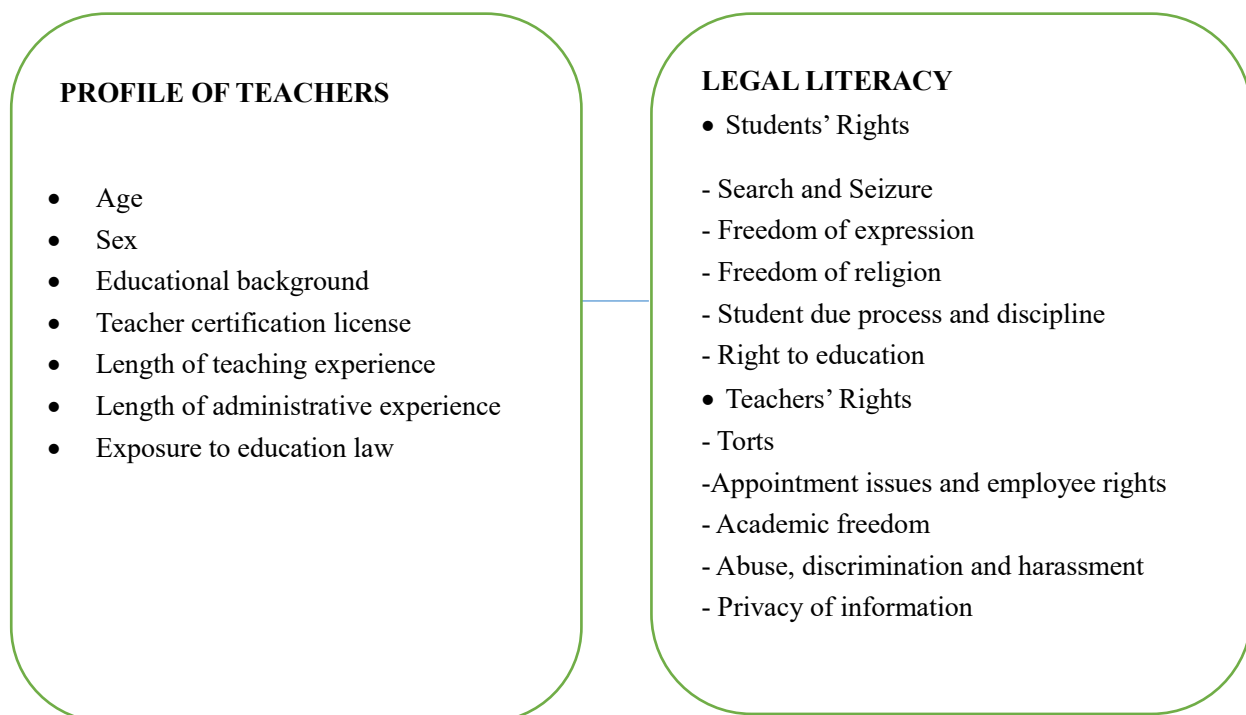 PROFILE OF TEACHERS
• Age
• Sex
• Educational background
• Teacher certification license
• Length of teaching experience
• Length of administrative experience
• Exposure to education law
LEGAL LITERACY
• Students’ Rights
- Search and Seizure
- Freedom of expression
- Freedom of religion
- Student due process and discipline
- Right to education
• Teachers’ Rights
- Torts
-Appointment issues and employee rights
- Academic freedom
- Abuse, discrimination and harassment
- Privacy of information